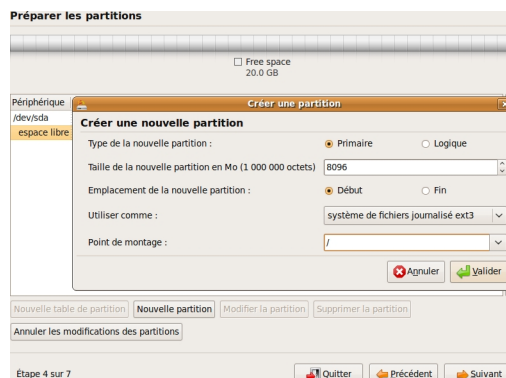 Préparer les partitions
Free space
20.0 GB
Périphérique
/dev/sda
espace libre
Créer une partition
Créer une nouvelle partition
Type de la nouvelle partition :
Primaire
Logique
Taille de la nouvelle partition en Mo (1 000 000 octets)
8096
Emplacement de la nouvelle partition :
Début
Fin
Utiliser comme :
système de fichiers journalisé ext3
Point de montage :
/
Annuler
Valider
Nouvelle table de partition
Nouvelle partition
Modifier la partition
Supprimer la partition
Annuler les modifications des partitions
Étape 4 sur 7
Quitter
Précédent
Suivant